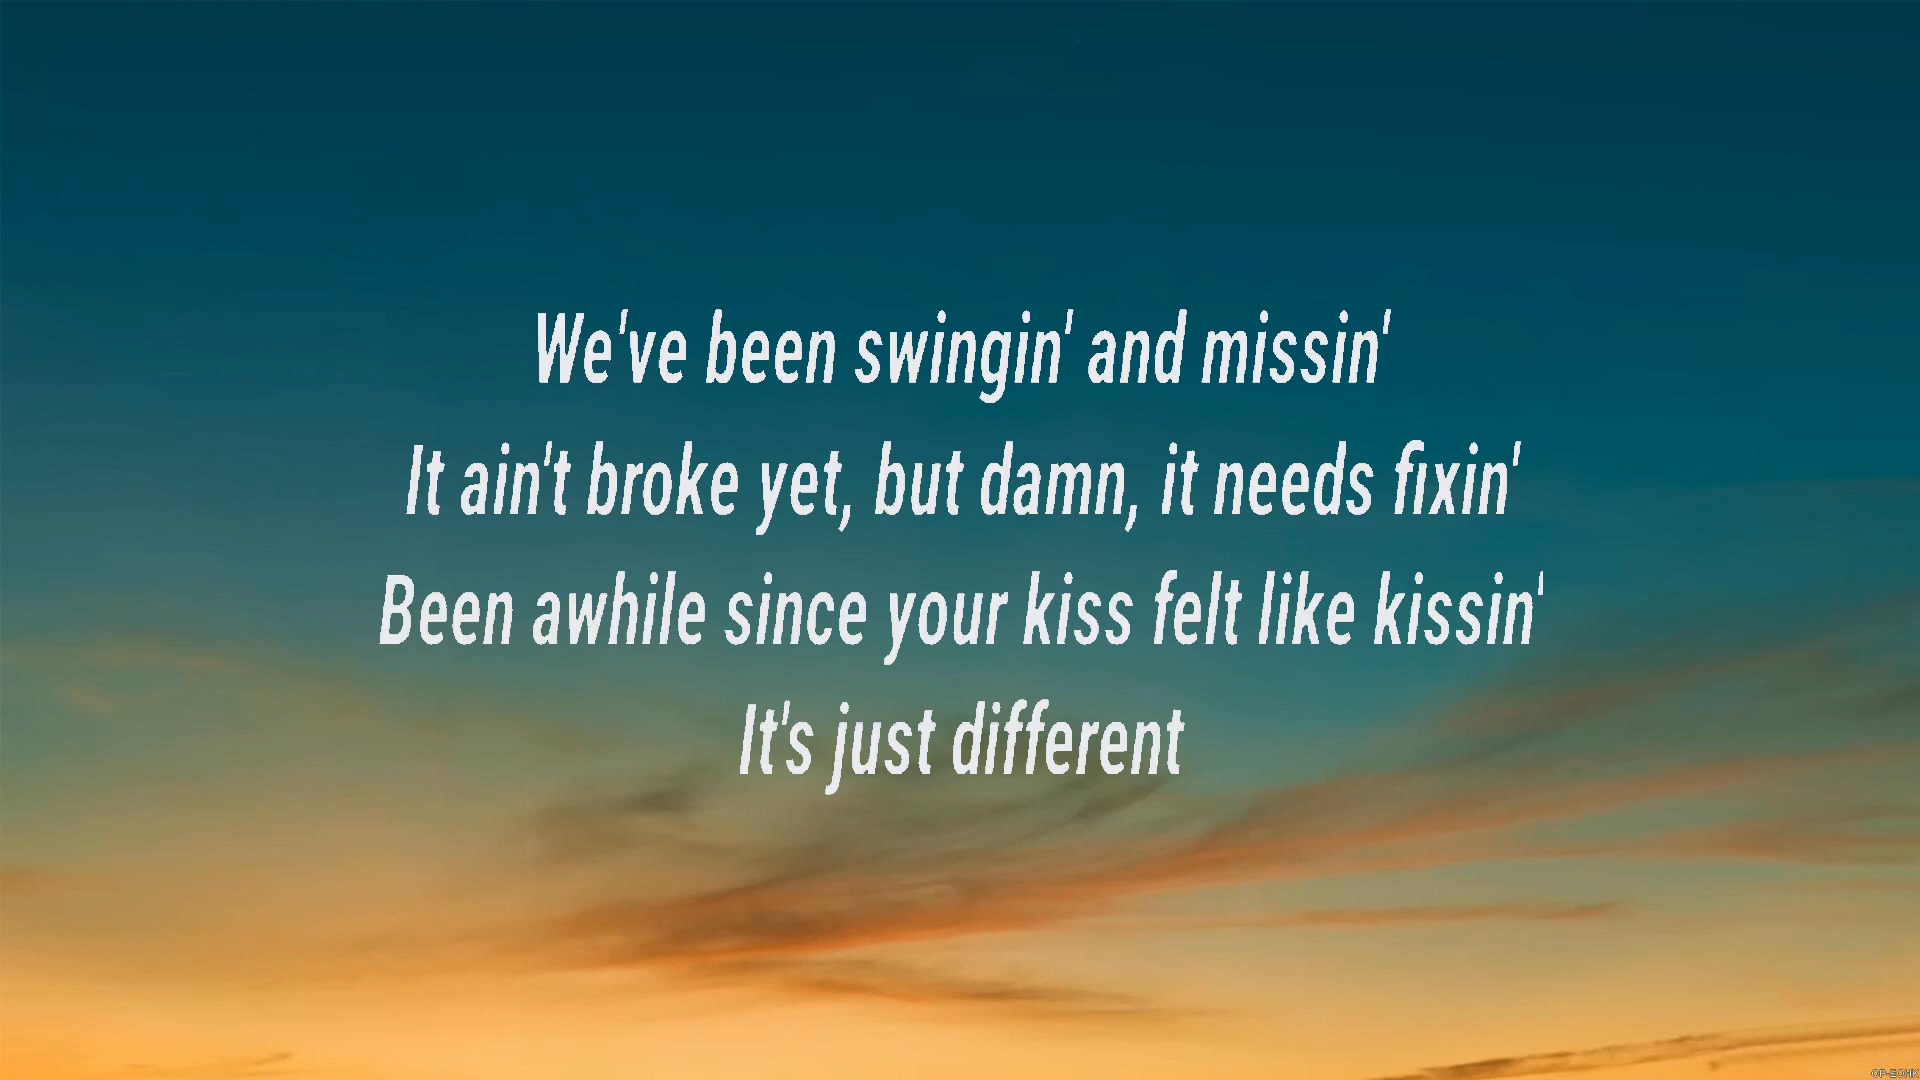 We've been swingin' and missin'
It ain't broke yet, but damn, it needs fixin'
Been awhile since your kiss felt like kissin'
It's just different